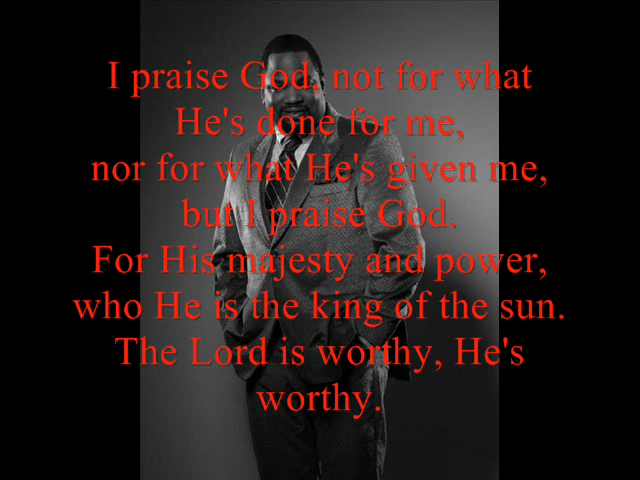 I praise God, not for what
He's done for me,
nor for what He's given me,
but I praise God.
For His majesty and power,
who He is the king of the sun.
The Lord is worthy, He's
worthy.